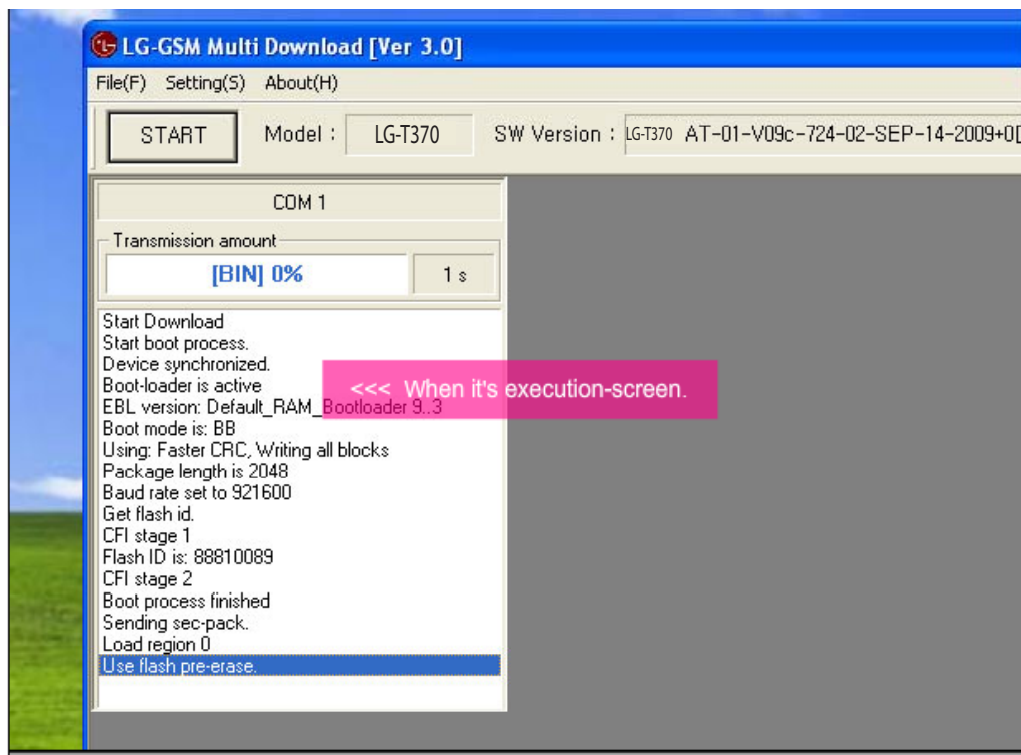 LG-GSM Multi Download [Ver 3.0]
File(F) Setting(S) About(H)
START Model : LG-T370 SW Version : LG-T370 AT-01-V09c-724-02-SEP-14-2009+0[
COM 1
Transmission amount
[BIN] 0% 1 s
Start Download
Start boot process.
Device synchronized.
Boot-loader is active
<<< When it's execution-screen.
EBL version: Default_RAM_Bootloader 9..3
Boot mode is: BB
Using: Faster CRC, Writing all blocks
Package length is 2048
Baud rate set to 921600
Get flash id.
CFI stage 1
Flash ID is: 88810089
CFI stage 2
Boot process finished
Sending sec-pack.
Load region 0
Use flash pre-erase.